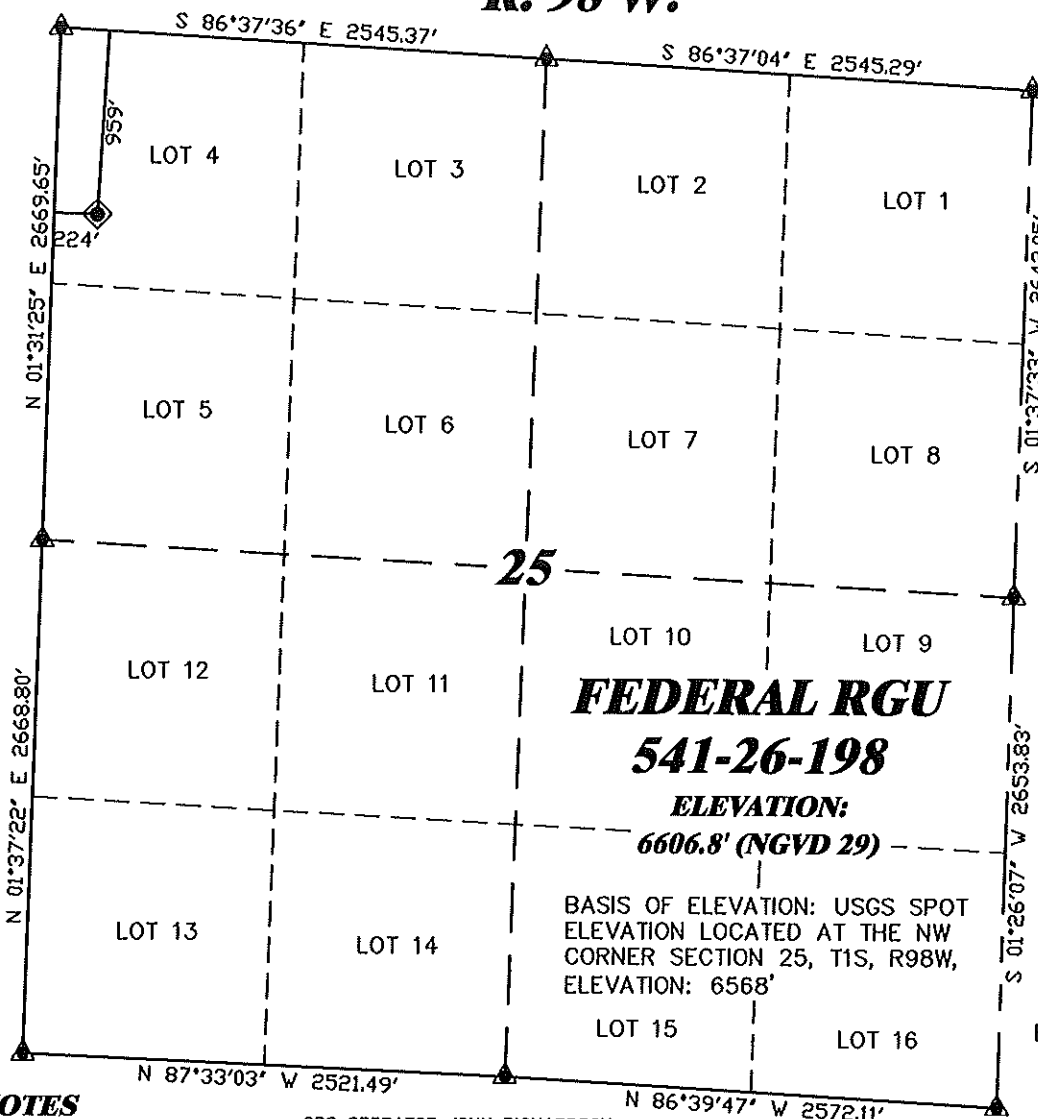 R. 98 W.
S 86°37'36" E 2545.37'
S 86°37'04" E 2545.29'
959'
LOT 4
LOT 3
LOT 2
LOT 1
224'
N 01°31'25" E 2669.65'
S 01°37'33" W
LOT 5
LOT 6
LOT 7
LOT 8
25
LOT 12
LOT 11
LOT 10
LOT 9
FEDERAL RGU
541-26-198
ELEVATION:
6606.8' (NGVD 29)
N 01°37'22" E 2668.80'
S 01°26'07" W 2653.83'
BASIS OF ELEVATION: USGS SPOT
ELEVATION LOCATED AT THE NW
CORNER SECTION 25, T1S, R98W,
ELEVATION: 6568'
LOT 13
LOT 14
LOT 15
LOT 16
N 87°33'03" W 2521.49'
N 86°39'47" W 2572.11'